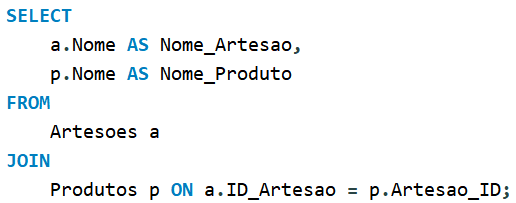 SELECT
    a.Nome AS Nome_Artesao,
    p.Nome AS Nome_Produto
FROM
    Artesoes a
JOIN
    Produtos p ON a.ID_Artesao = p.Artesao_ID;